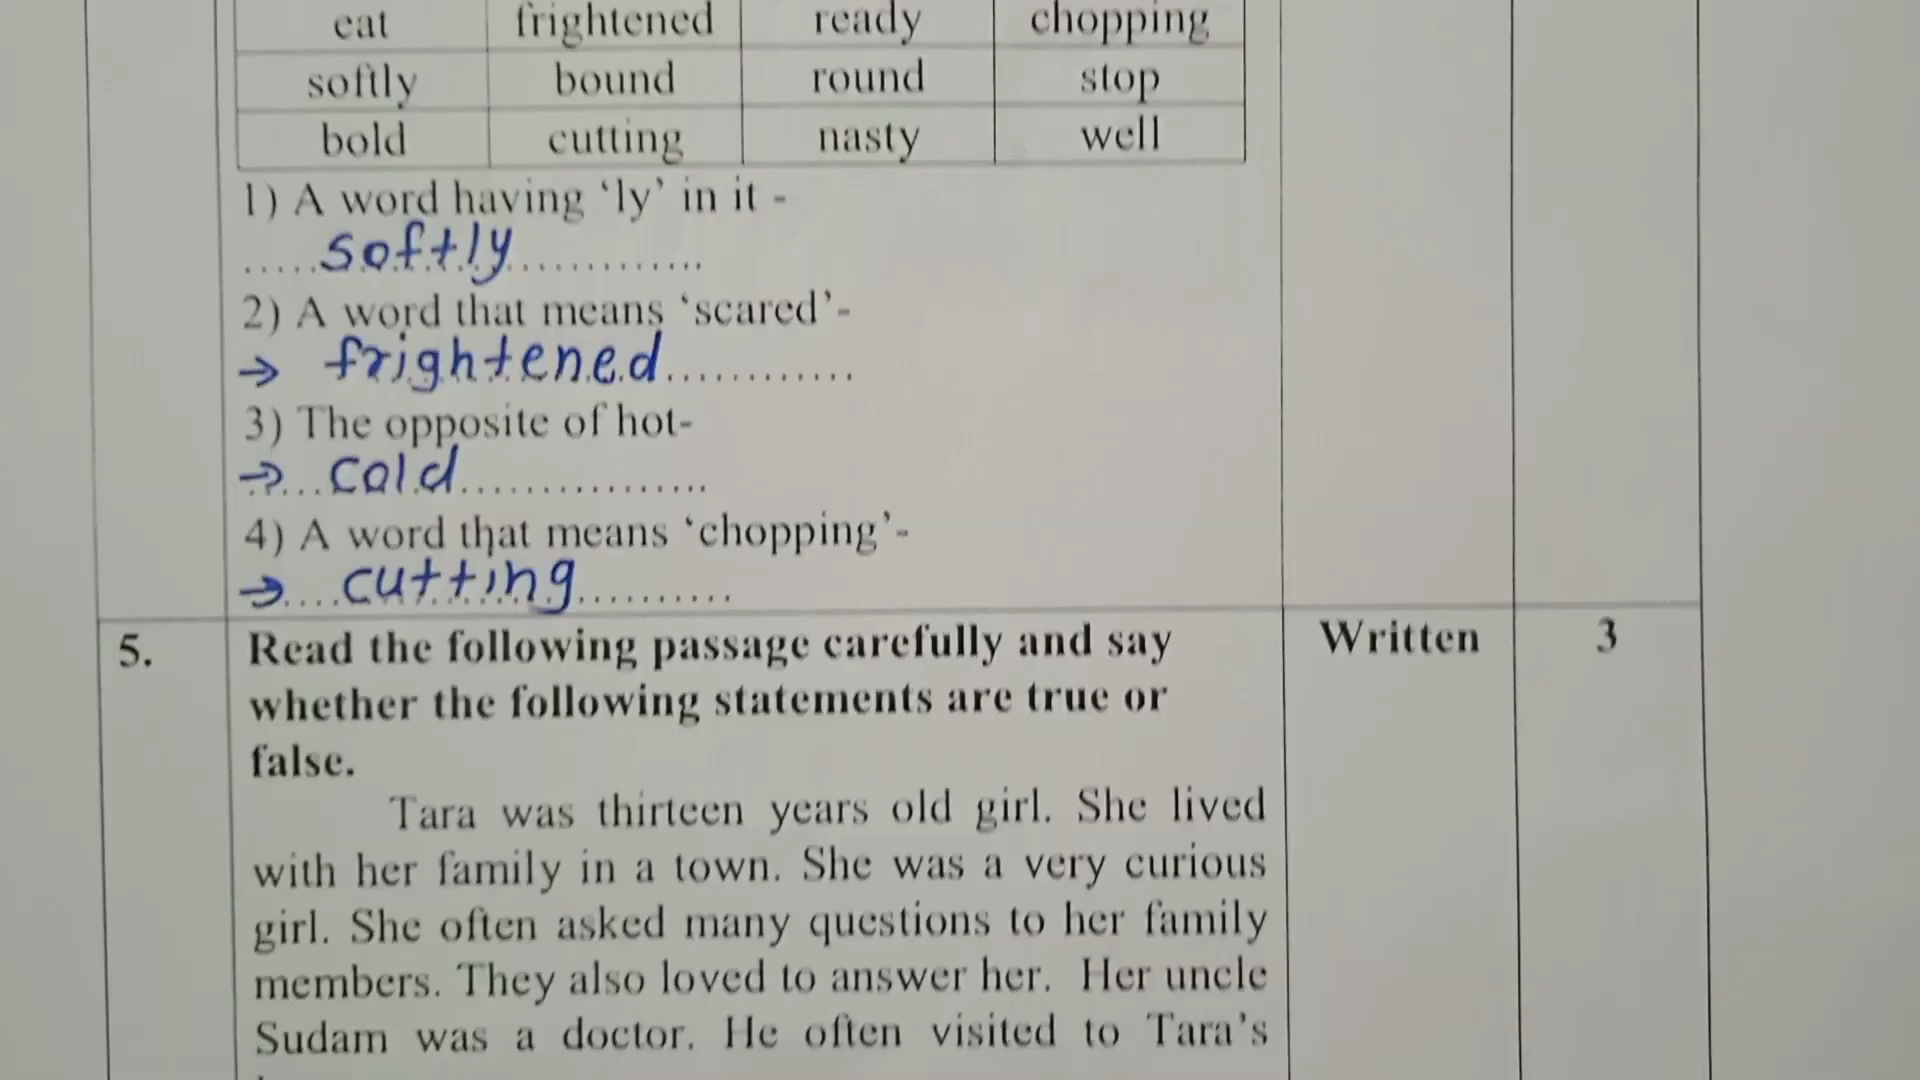 eat frightened ready chopping
softly bound round stop
bold cutting nasty well
1) A word having ‘ly’ in it -
.....softly.............
2) A word that means ‘scared’-
→ frightened............
3) The opposite of hot-
→...cold................
4) A word that means ‘chopping’-
→....cutting..........
5. Read the following passage carefully and say Written 3
whether the following statements are true or
false.
Tara was thirteen years old girl. She lived
with her family in a town. She was a very curious
girl. She often asked many questions to her family
members. They also loved to answer her. Her uncle
Sudam was a doctor. He often visited to Tara’s